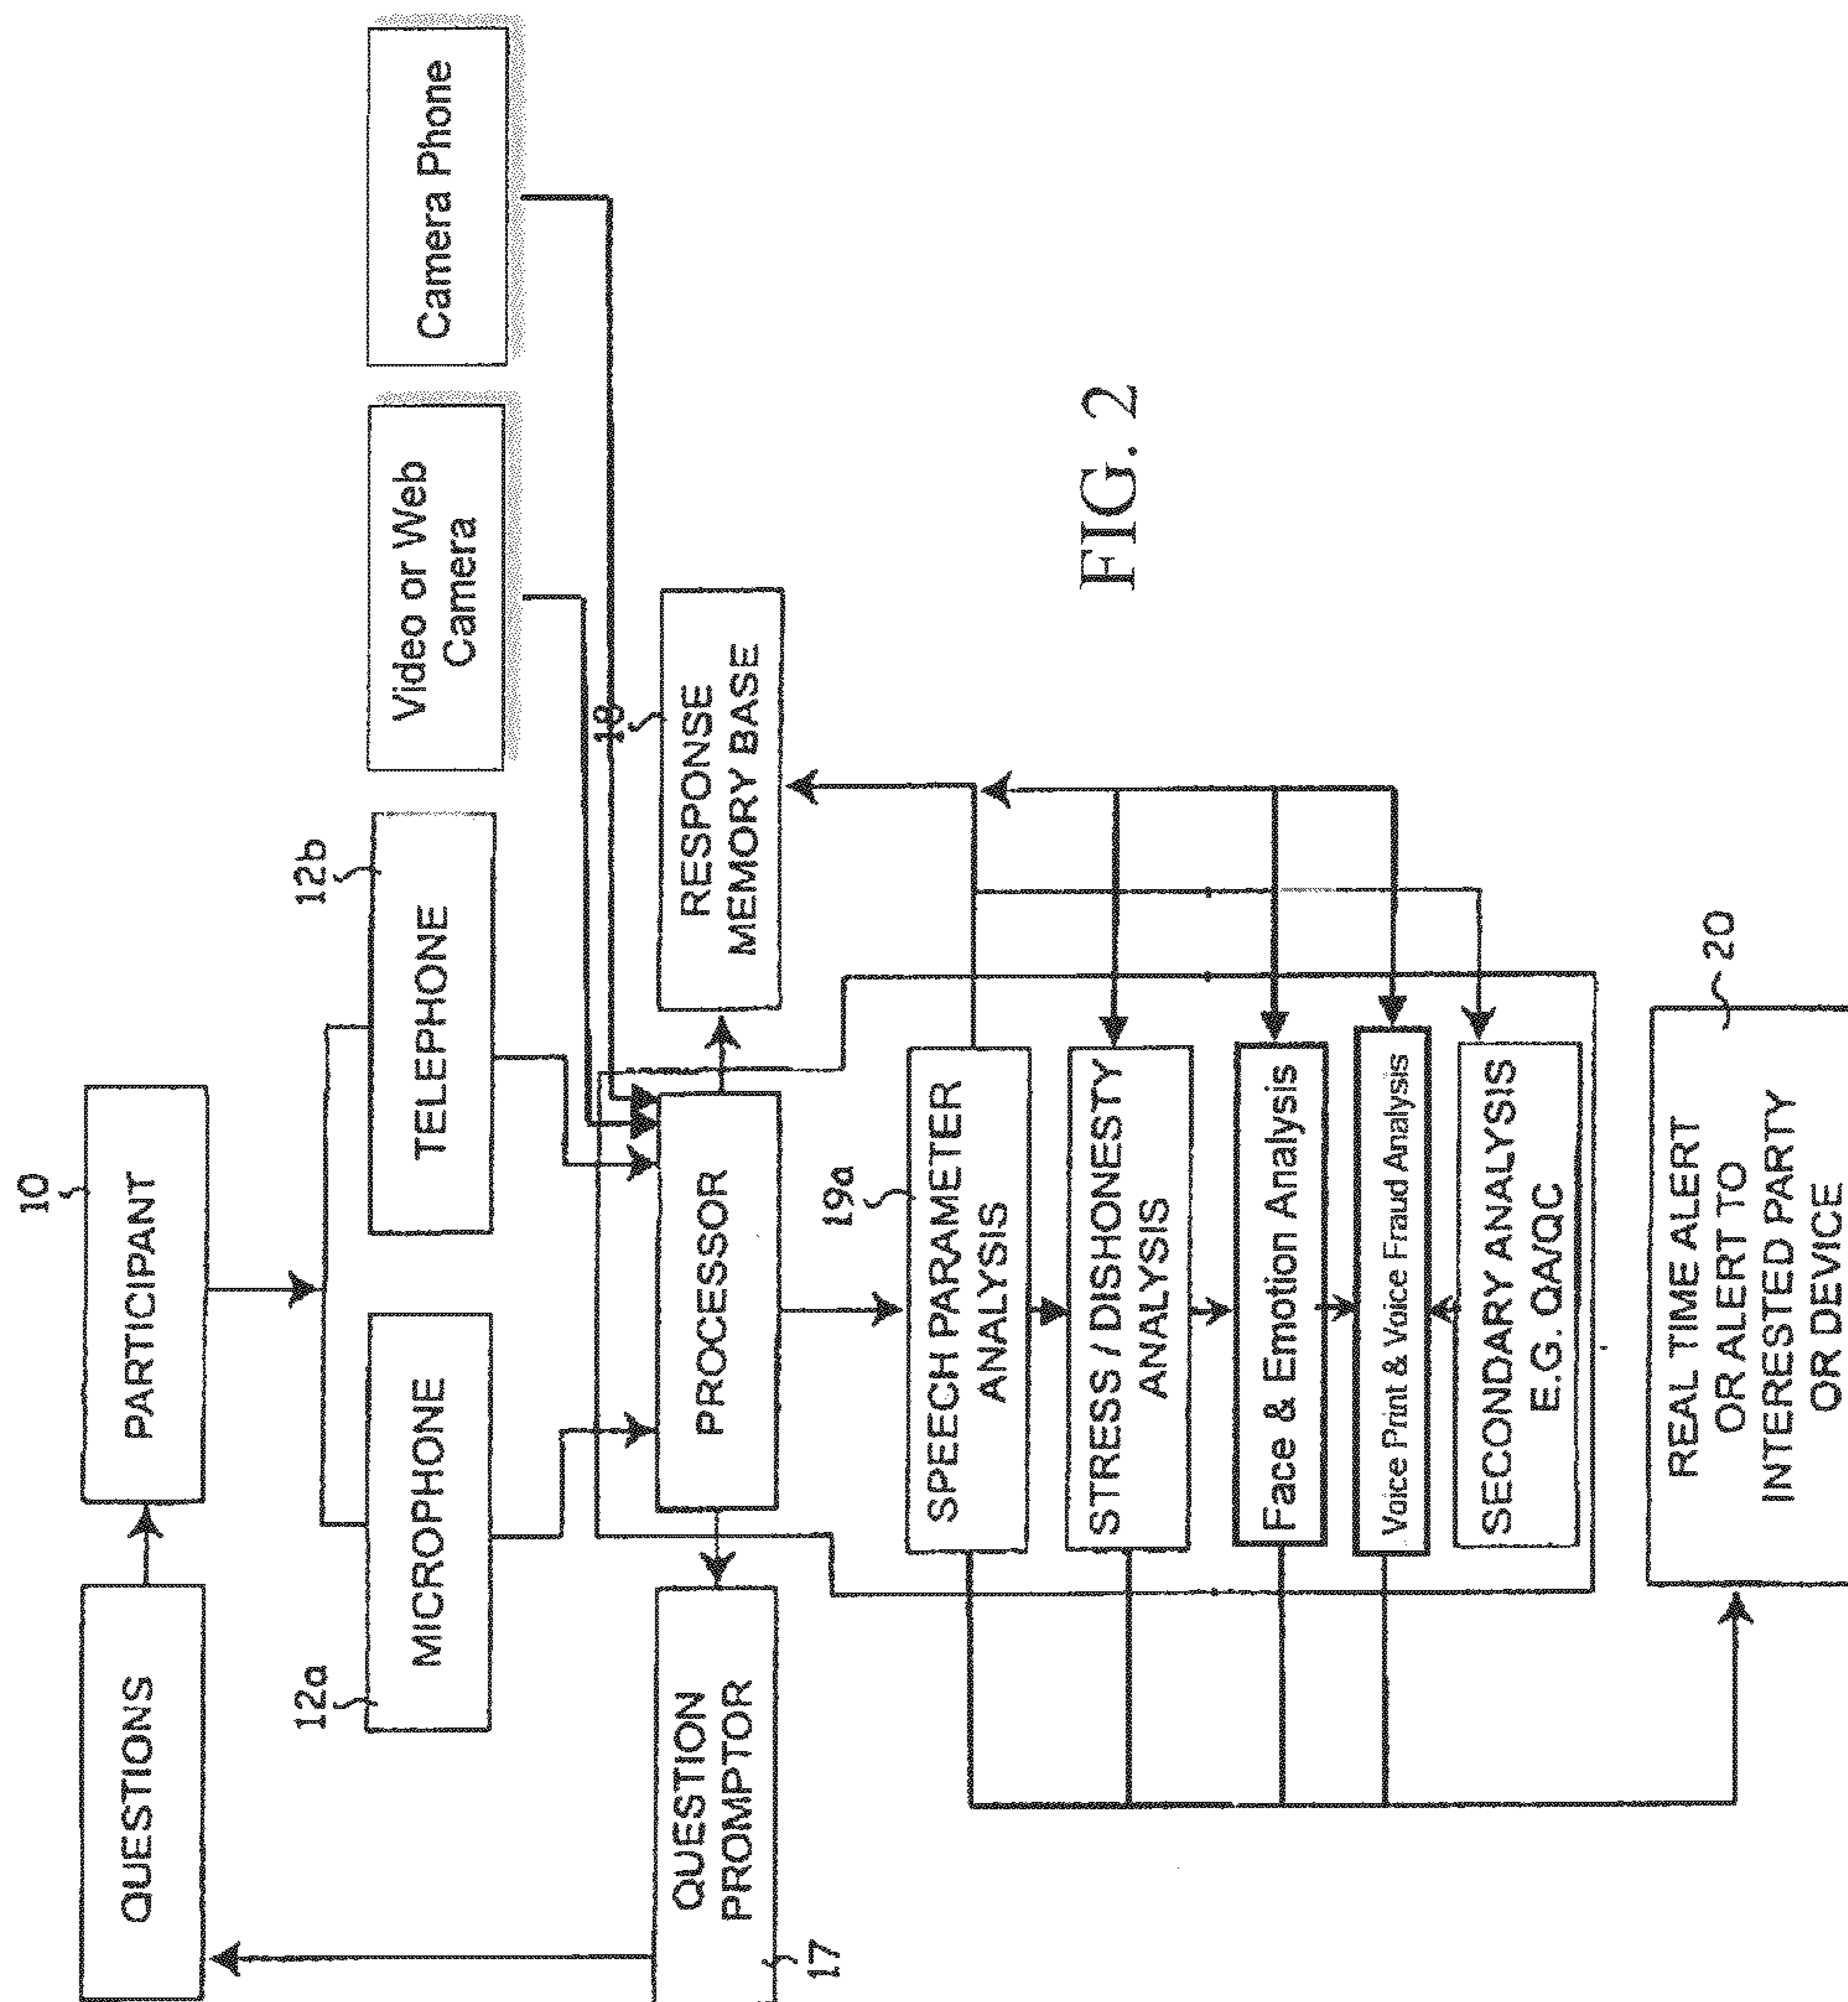 QUESTIONS
PARTICIPANT
10
12a
MICROPHONE
TELEPHONE
12b
Video or Web
Camera
Camera Phone
QUESTION
PROMPTOR
17
PROCESSOR
RESPONSE
MEMORY BASE
18
SPEECH PARAMETER
ANALYSIS
19a
STRESS / DISHONESTY
ANALYSIS
Face & Emotion Analysis
Voice Print & Voice Fraud Analysis
SECONDARY ANALYSIS
E.G. QA/QC
REAL TIME ALERT
OR ALERT TO
INTERESTED PARTY
OR DEVICE
20
FIG. 2